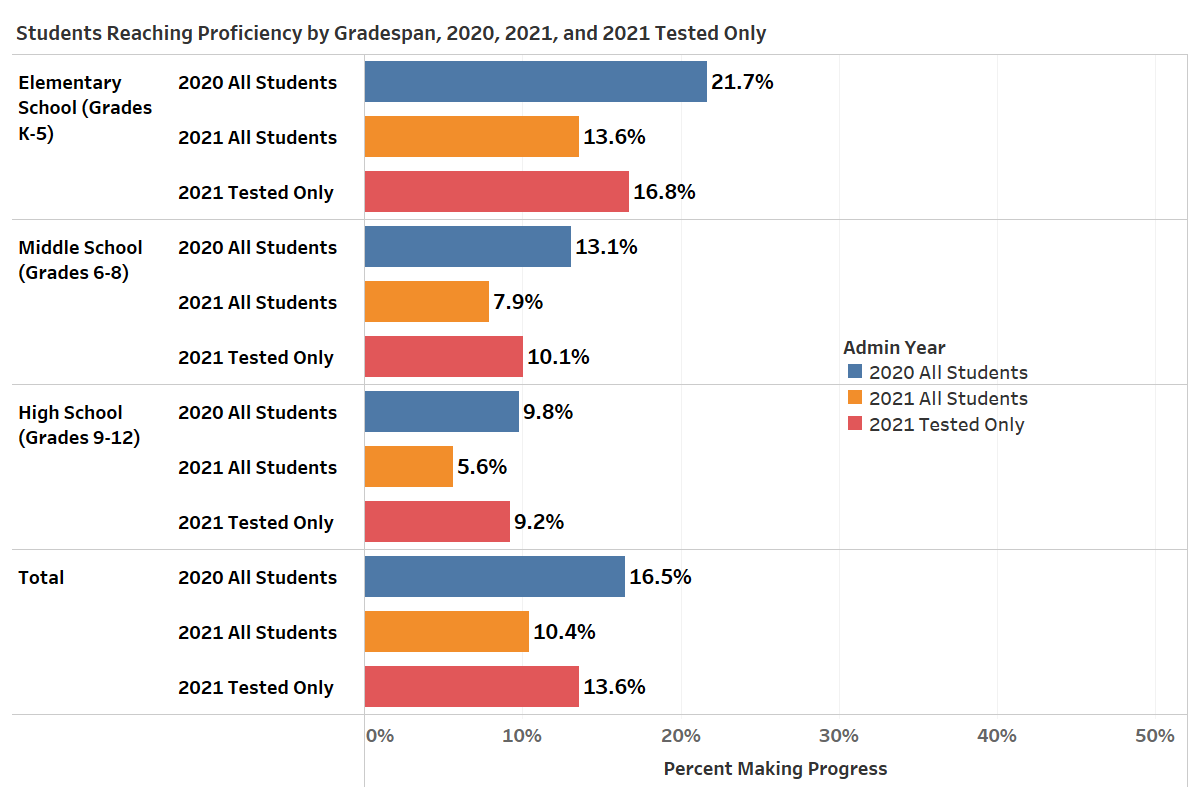 Students Reaching Proficiency by Gradespan, 2020, 2021, and 2021 Tested Only
Elementary
School (Grades
K-5)
2020 All Students
21.7%
2021 All Students
13.6%
2021 Tested Only
16.8%
Middle School
(Grades 6-8)
2020 All Students
13.1%
2021 All Students
7.9%
2021 Tested Only
10.1%
High School
(Grades 9-12)
2020 All Students
9.8%
2021 All Students
5.6%
2021 Tested Only
9.2%
Total
2020 All Students
16.5%
2021 All Students
10.4%
2021 Tested Only
13.6%
Admin Year
2020 All Students
2021 All Students
2021 Tested Only
0% 10% 20% 30% 40% 50%
Percent Making Progress